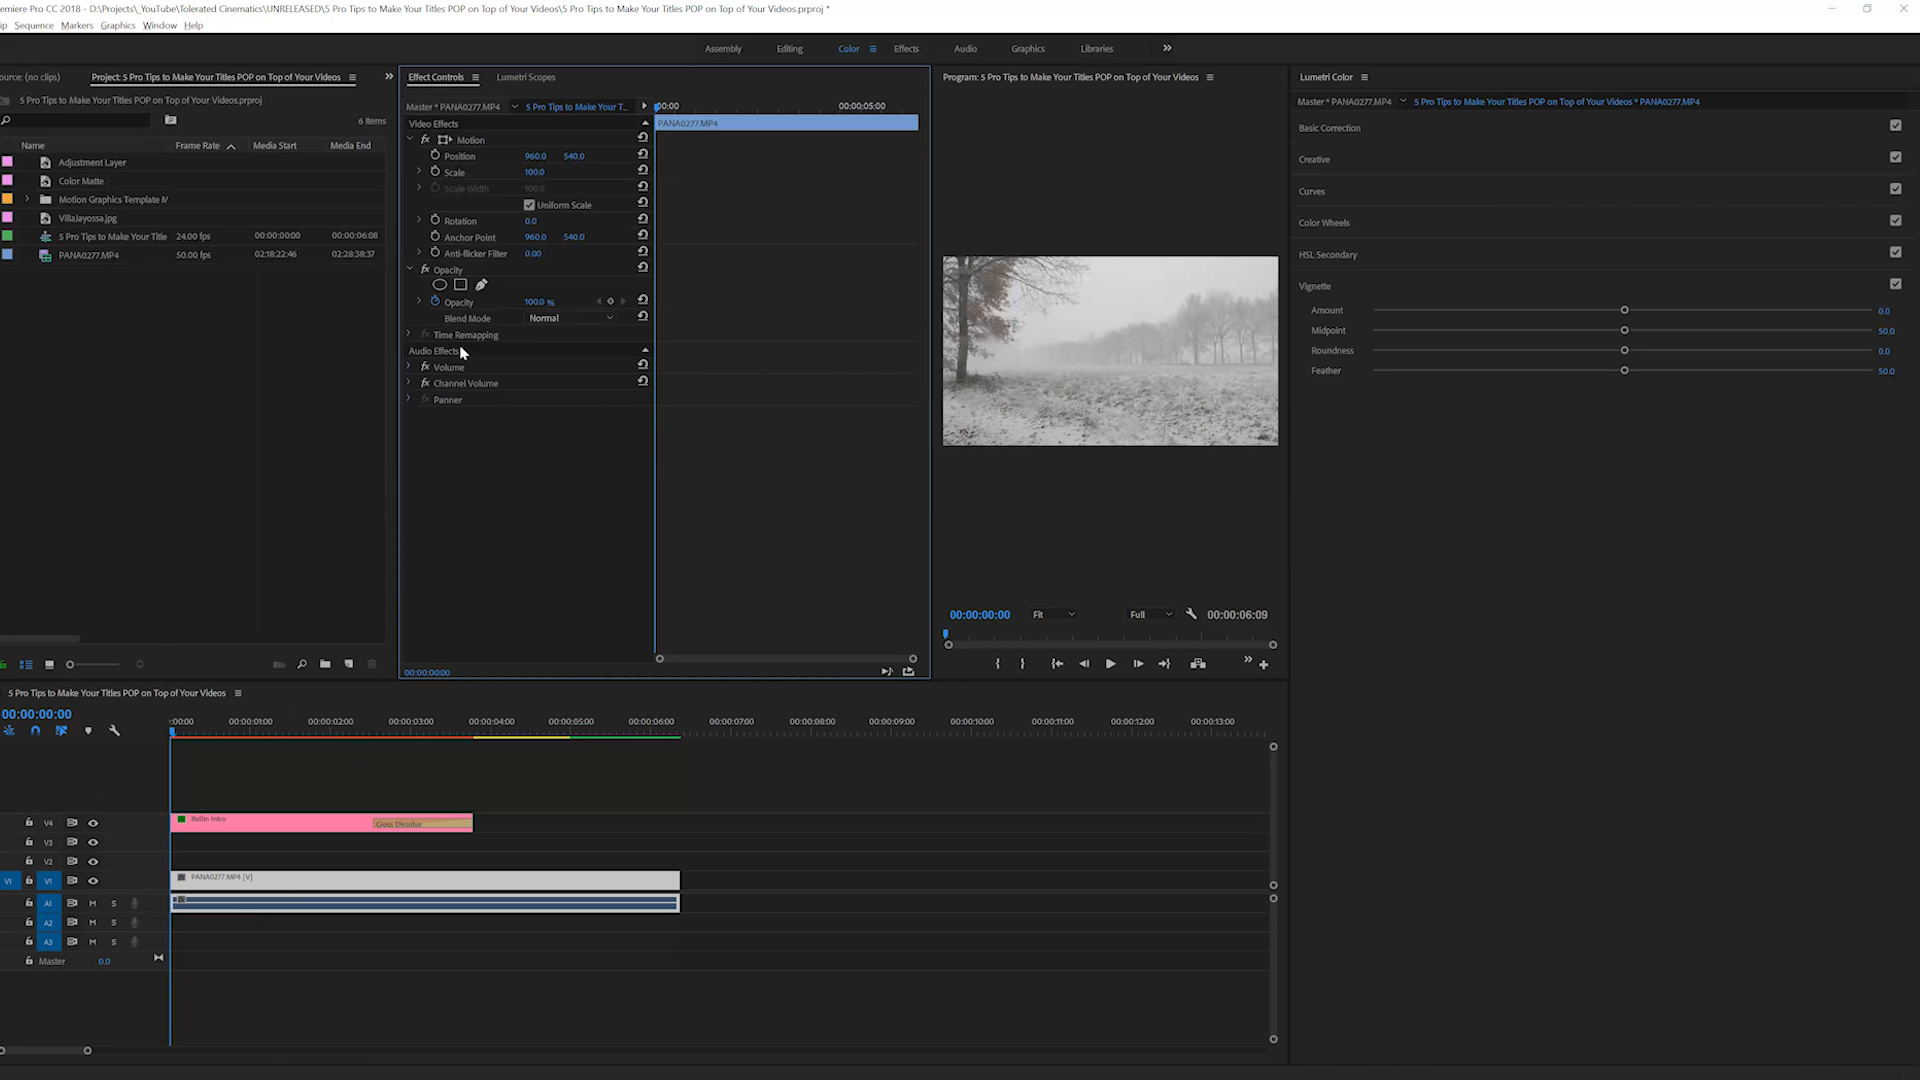 emiere Pro CC 2018 - D:\Projects\_YouTube\Tolerated Cinematics\UNRELEASED\5 Pro Tips to Make Your Titles POP on Top of Your Videos\5 Pro Tips to Make Your Titles POP on Top of Your Videos.prproj *
ip Sequence Markers Graphics Window Help
Assembly Editing Color Effects Audio Graphics Libraries
ource: (no clips) Project: 5 Pro Tips to Make Your Titles POP on Top of Your Videos
5 Pro Tips to Make Your Titles POP on Top of Your Videos.prproj
6 Items
Name Frame Rate Media Start Media End
Adjustment Layer
Color Matte
Motion Graphics Template M
VillaJayossa.jpg
5 Pro Tips to Make Your Title 24.00 fps 00:00:00:00 00:00:06:08
PANA0277.MP4 50.00 fps 02:18:22:46 02:28:38:37
Effect Controls Lumetri Scopes
Master * PANA0277.MP4 5 Pro Tips to Make Your T... :00:00 00:00:05:00
Video Effects PANA0277.MP4
fx Motion
Position 960.0 540.0
Scale 100.0
Scale Width 100.0
Uniform Scale
Rotation 0.0
Anchor Point 960.0 540.0
Anti-flicker Filter 0.00
fx Opacity
Opacity 100.0 %
Blend Mode Normal
fx Time Remapping
Audio Effects
fx Volume
fx Channel Volume
fx Panner
00:00:00:00
Program: 5 Pro Tips to Make Your Titles POP on Top of Your Videos
00:00:00:00 Fit Full 00:00:06:09
Lumetri Color
Master * PANA0277.MP4 5 Pro Tips to Make Your Titles POP on Top of Your Videos * PANA0277.MP4
Basic Correction
Creative
Curves
Color Wheels
HSL Secondary
Vignette
Amount 0.0
Midpoint 50.0
Roundness 0.0
Feather 50.0
5 Pro Tips to Make Your Titles POP on Top of Your Videos
00:00:00:00
:00:00 00:00:01:00 00:00:02:00 00:00:03:00 00:00:04:00 00:00:05:00 00:00:06:00 00:00:07:00 00:00:08:00 00:00:09:00 00:00:10:00 00:00:11:00 00:00:12:00 00:00:13:00
V4 Ballin Intro Cross Dissolve
V3
V2
V1 V1 PANA0277.MP4 [V]
A1 M S
A2 M S
A3 M S
Master 0.0